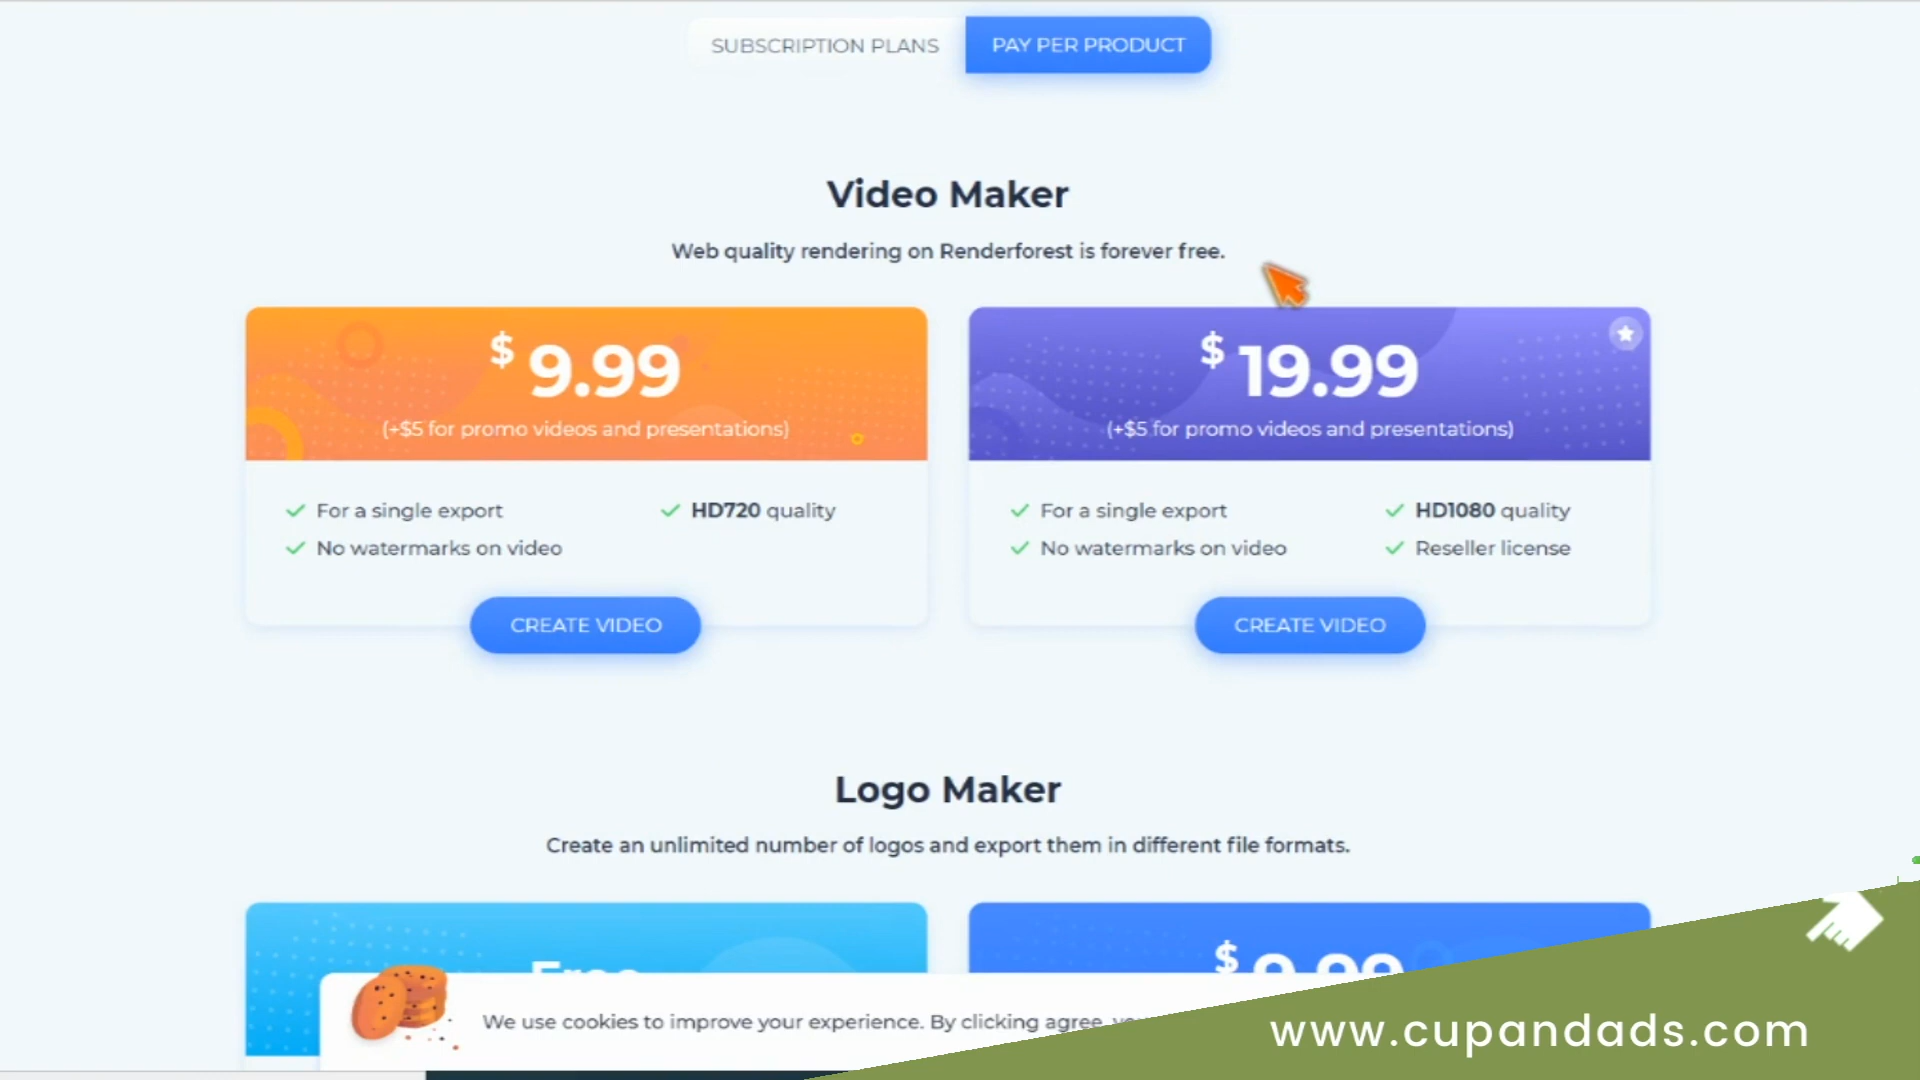 SUBSCRIPTION PLANS
PAY PER PRODUCT
Video Maker
Web quality rendering on Renderforest is forever free.
$ 9.99
(+$5 for promo videos and presentations)
For a single export
HD720 quality
No watermarks on video
CREATE VIDEO
$ 19.99
(+$5 for promo videos and presentations)
For a single export
HD1080 quality
No watermarks on video
Reseller license
CREATE VIDEO
Logo Maker
Create an unlimited number of logos and export them in different file formats.
Free
$ 9.99
We use cookies to improve your experience. By clicking agree,
www.cupandads.com